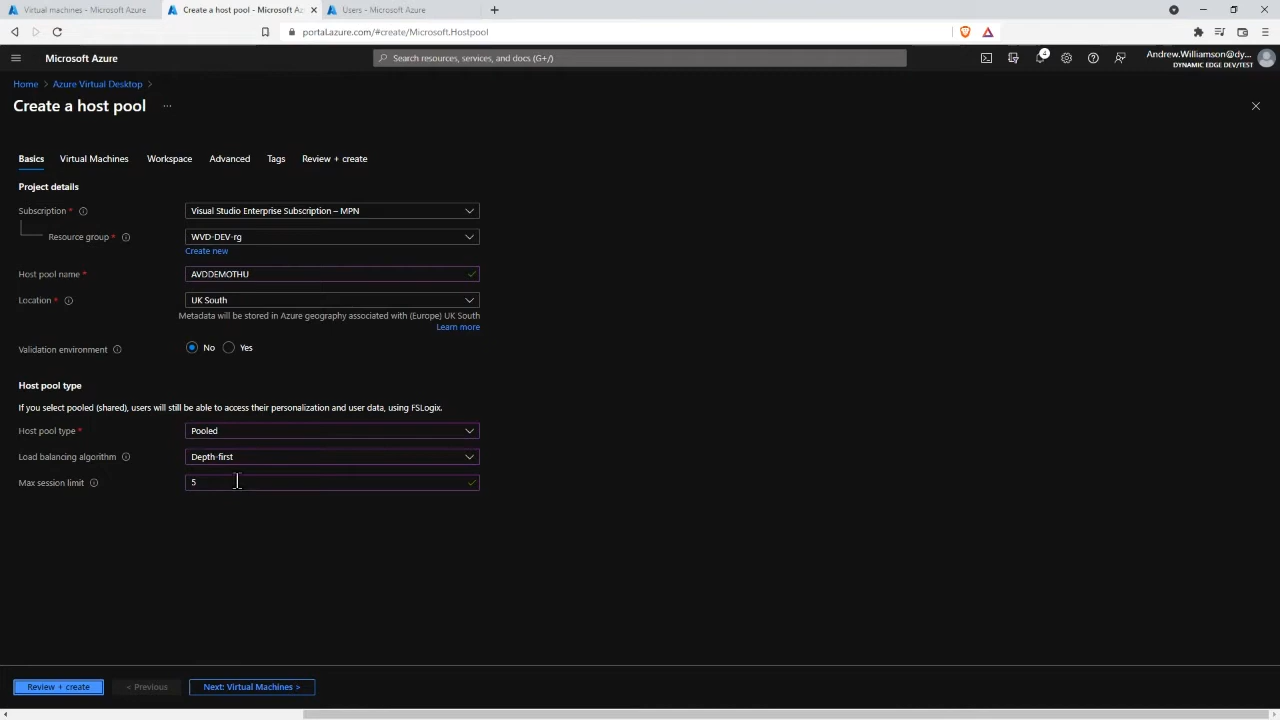 Virtual machines - Microsoft Azure
Create a host pool - Microsoft Az
Users - Microsoft Azure
portal.azure.com/#create/Microsoft.Hostpool
Microsoft Azure
Search resources, services, and docs (G+/)
4
Andrew.Williamson@dy...
DYNAMIC EDGE DEV/TEST
Home > Azure Virtual Desktop >
Create a host pool ...
Basics Virtual Machines Workspace Advanced Tags Review + create
Project details
Subscription * Visual Studio Enterprise Subscription – MPN
Resource group * WVD-DEV-rg
Create new
Host pool name * AVDDEMOTHU
Location * UK South
Metadata will be stored in Azure geography associated with (Europe) UK South
Learn more
Validation environment No Yes
Host pool type
If you select pooled (shared), users will still be able to access their personalization and user data, using FSLogix.
Host pool type * Pooled
Load balancing algorithm Depth-first
Max session limit 5
Review + create < Previous Next: Virtual Machines >